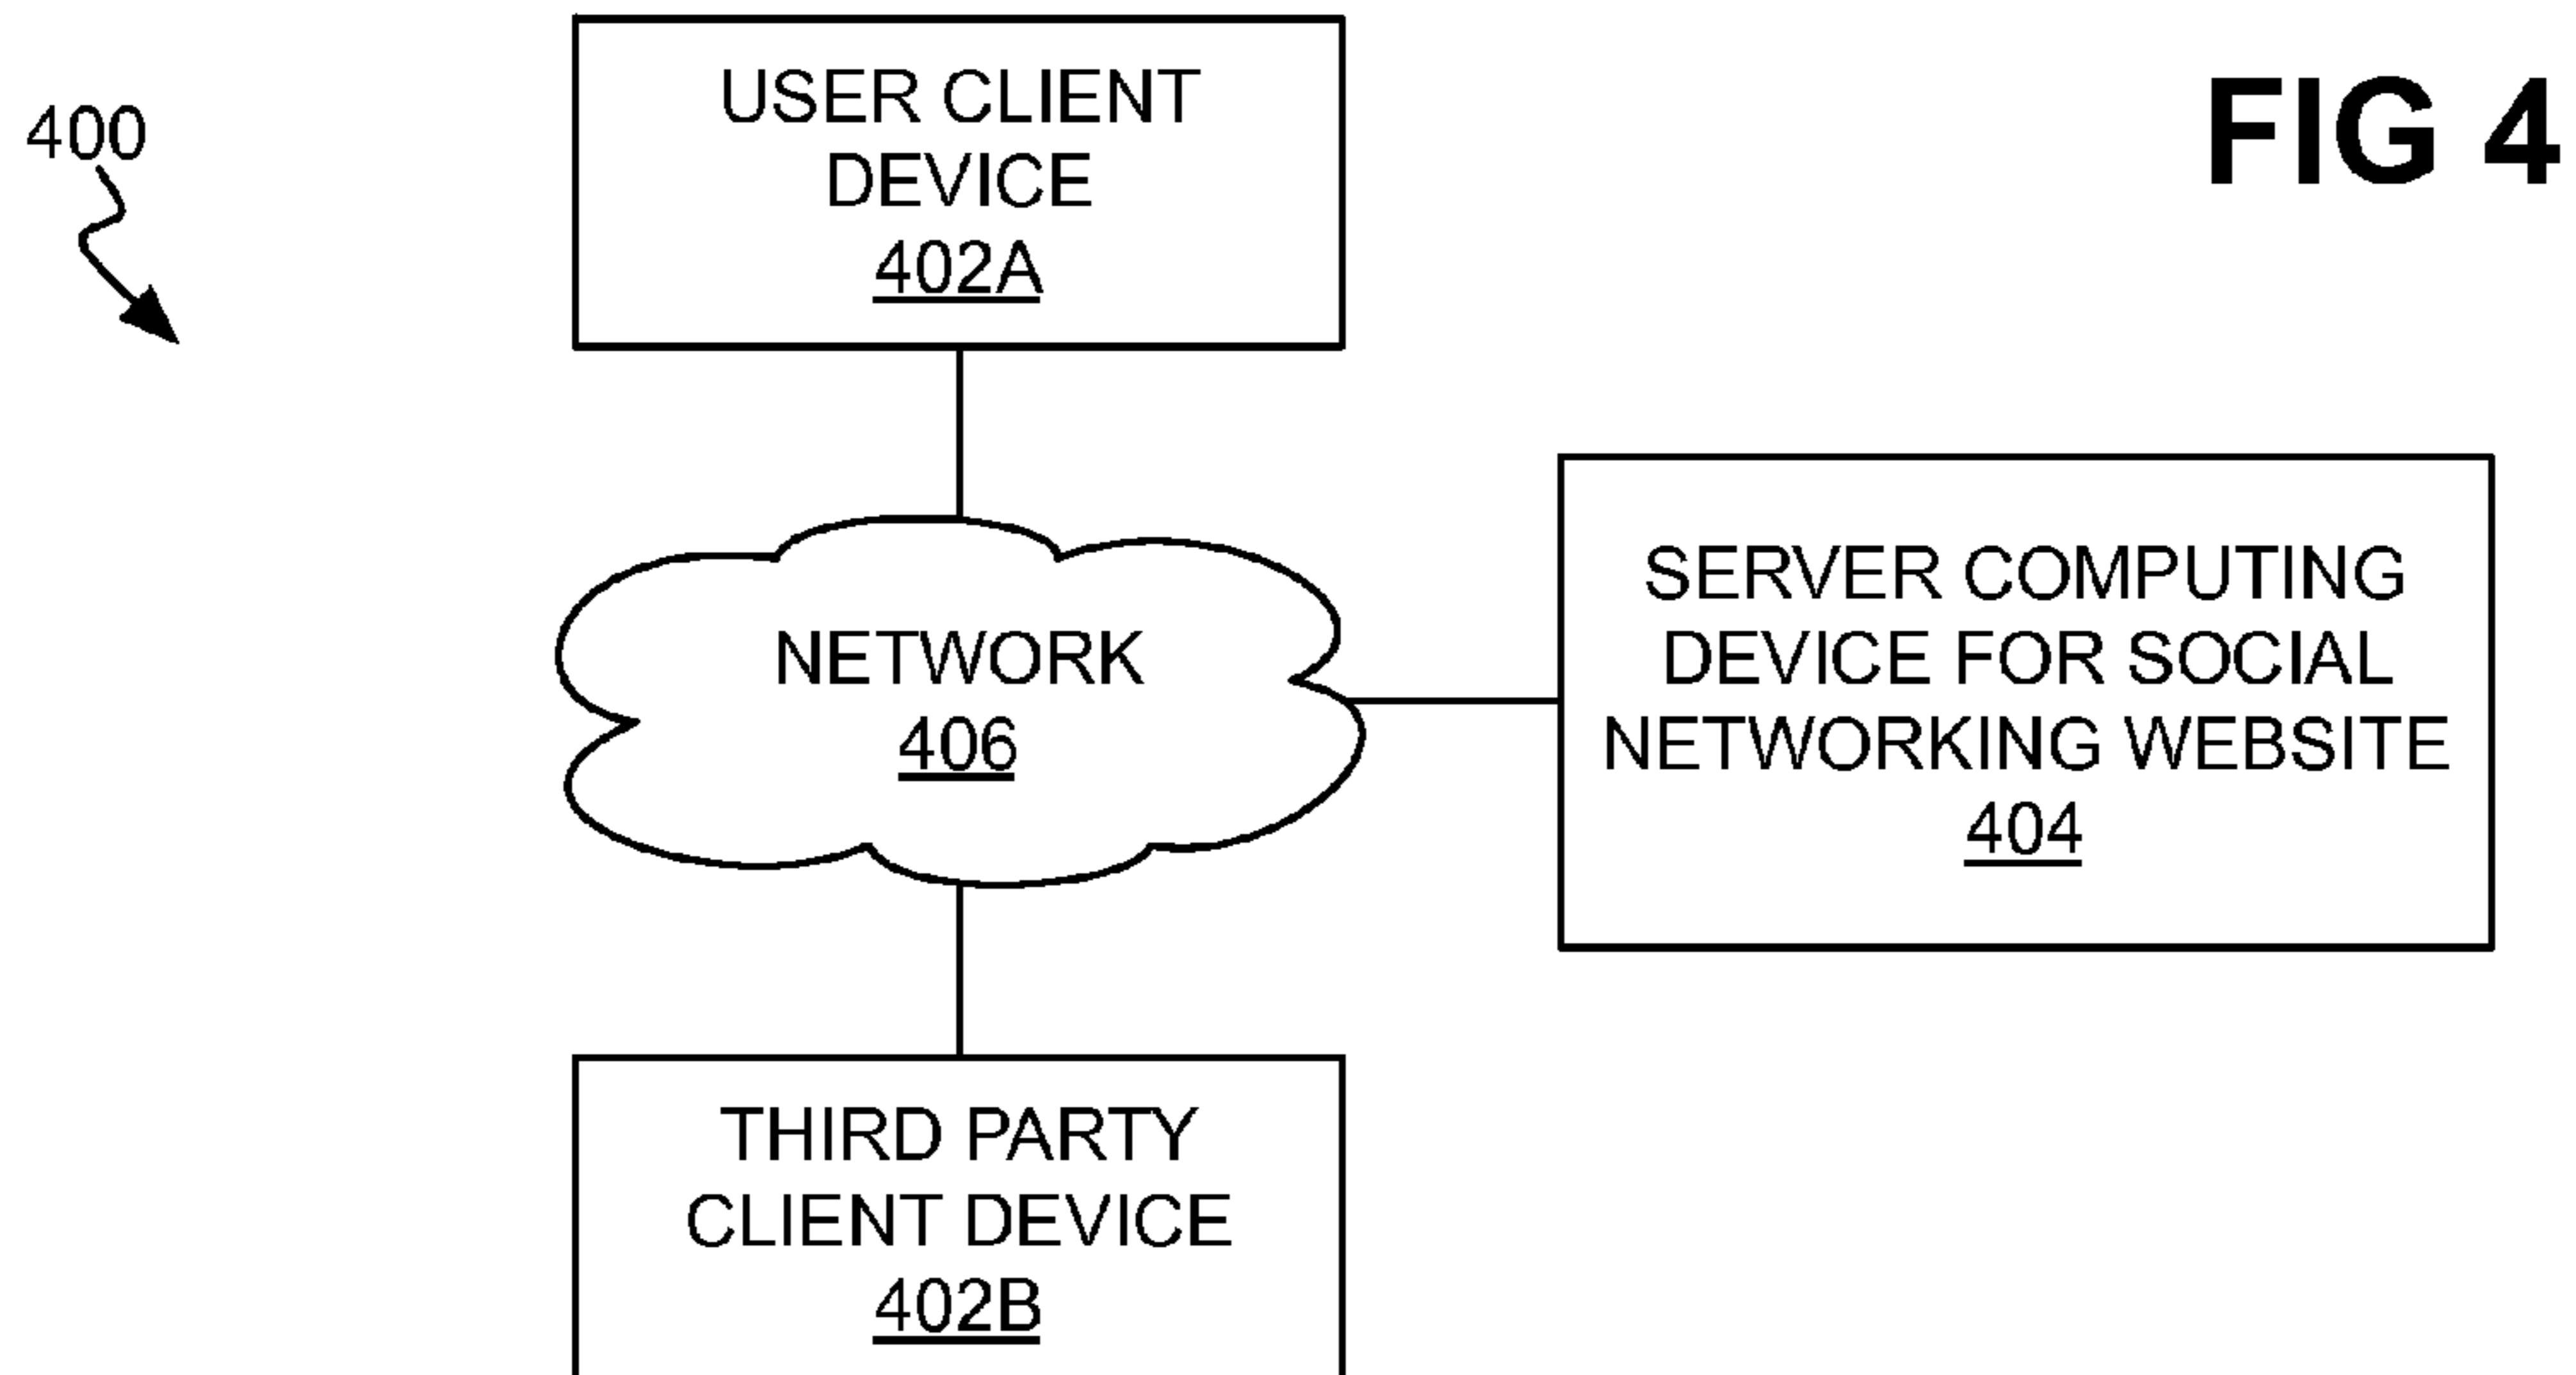 400
USER CLIENT
DEVICE
402A
FIG 4
NETWORK
406
SERVER COMPUTING
DEVICE FOR SOCIAL
NETWORKING WEBSITE
404
THIRD PARTY
CLIENT DEVICE
402B